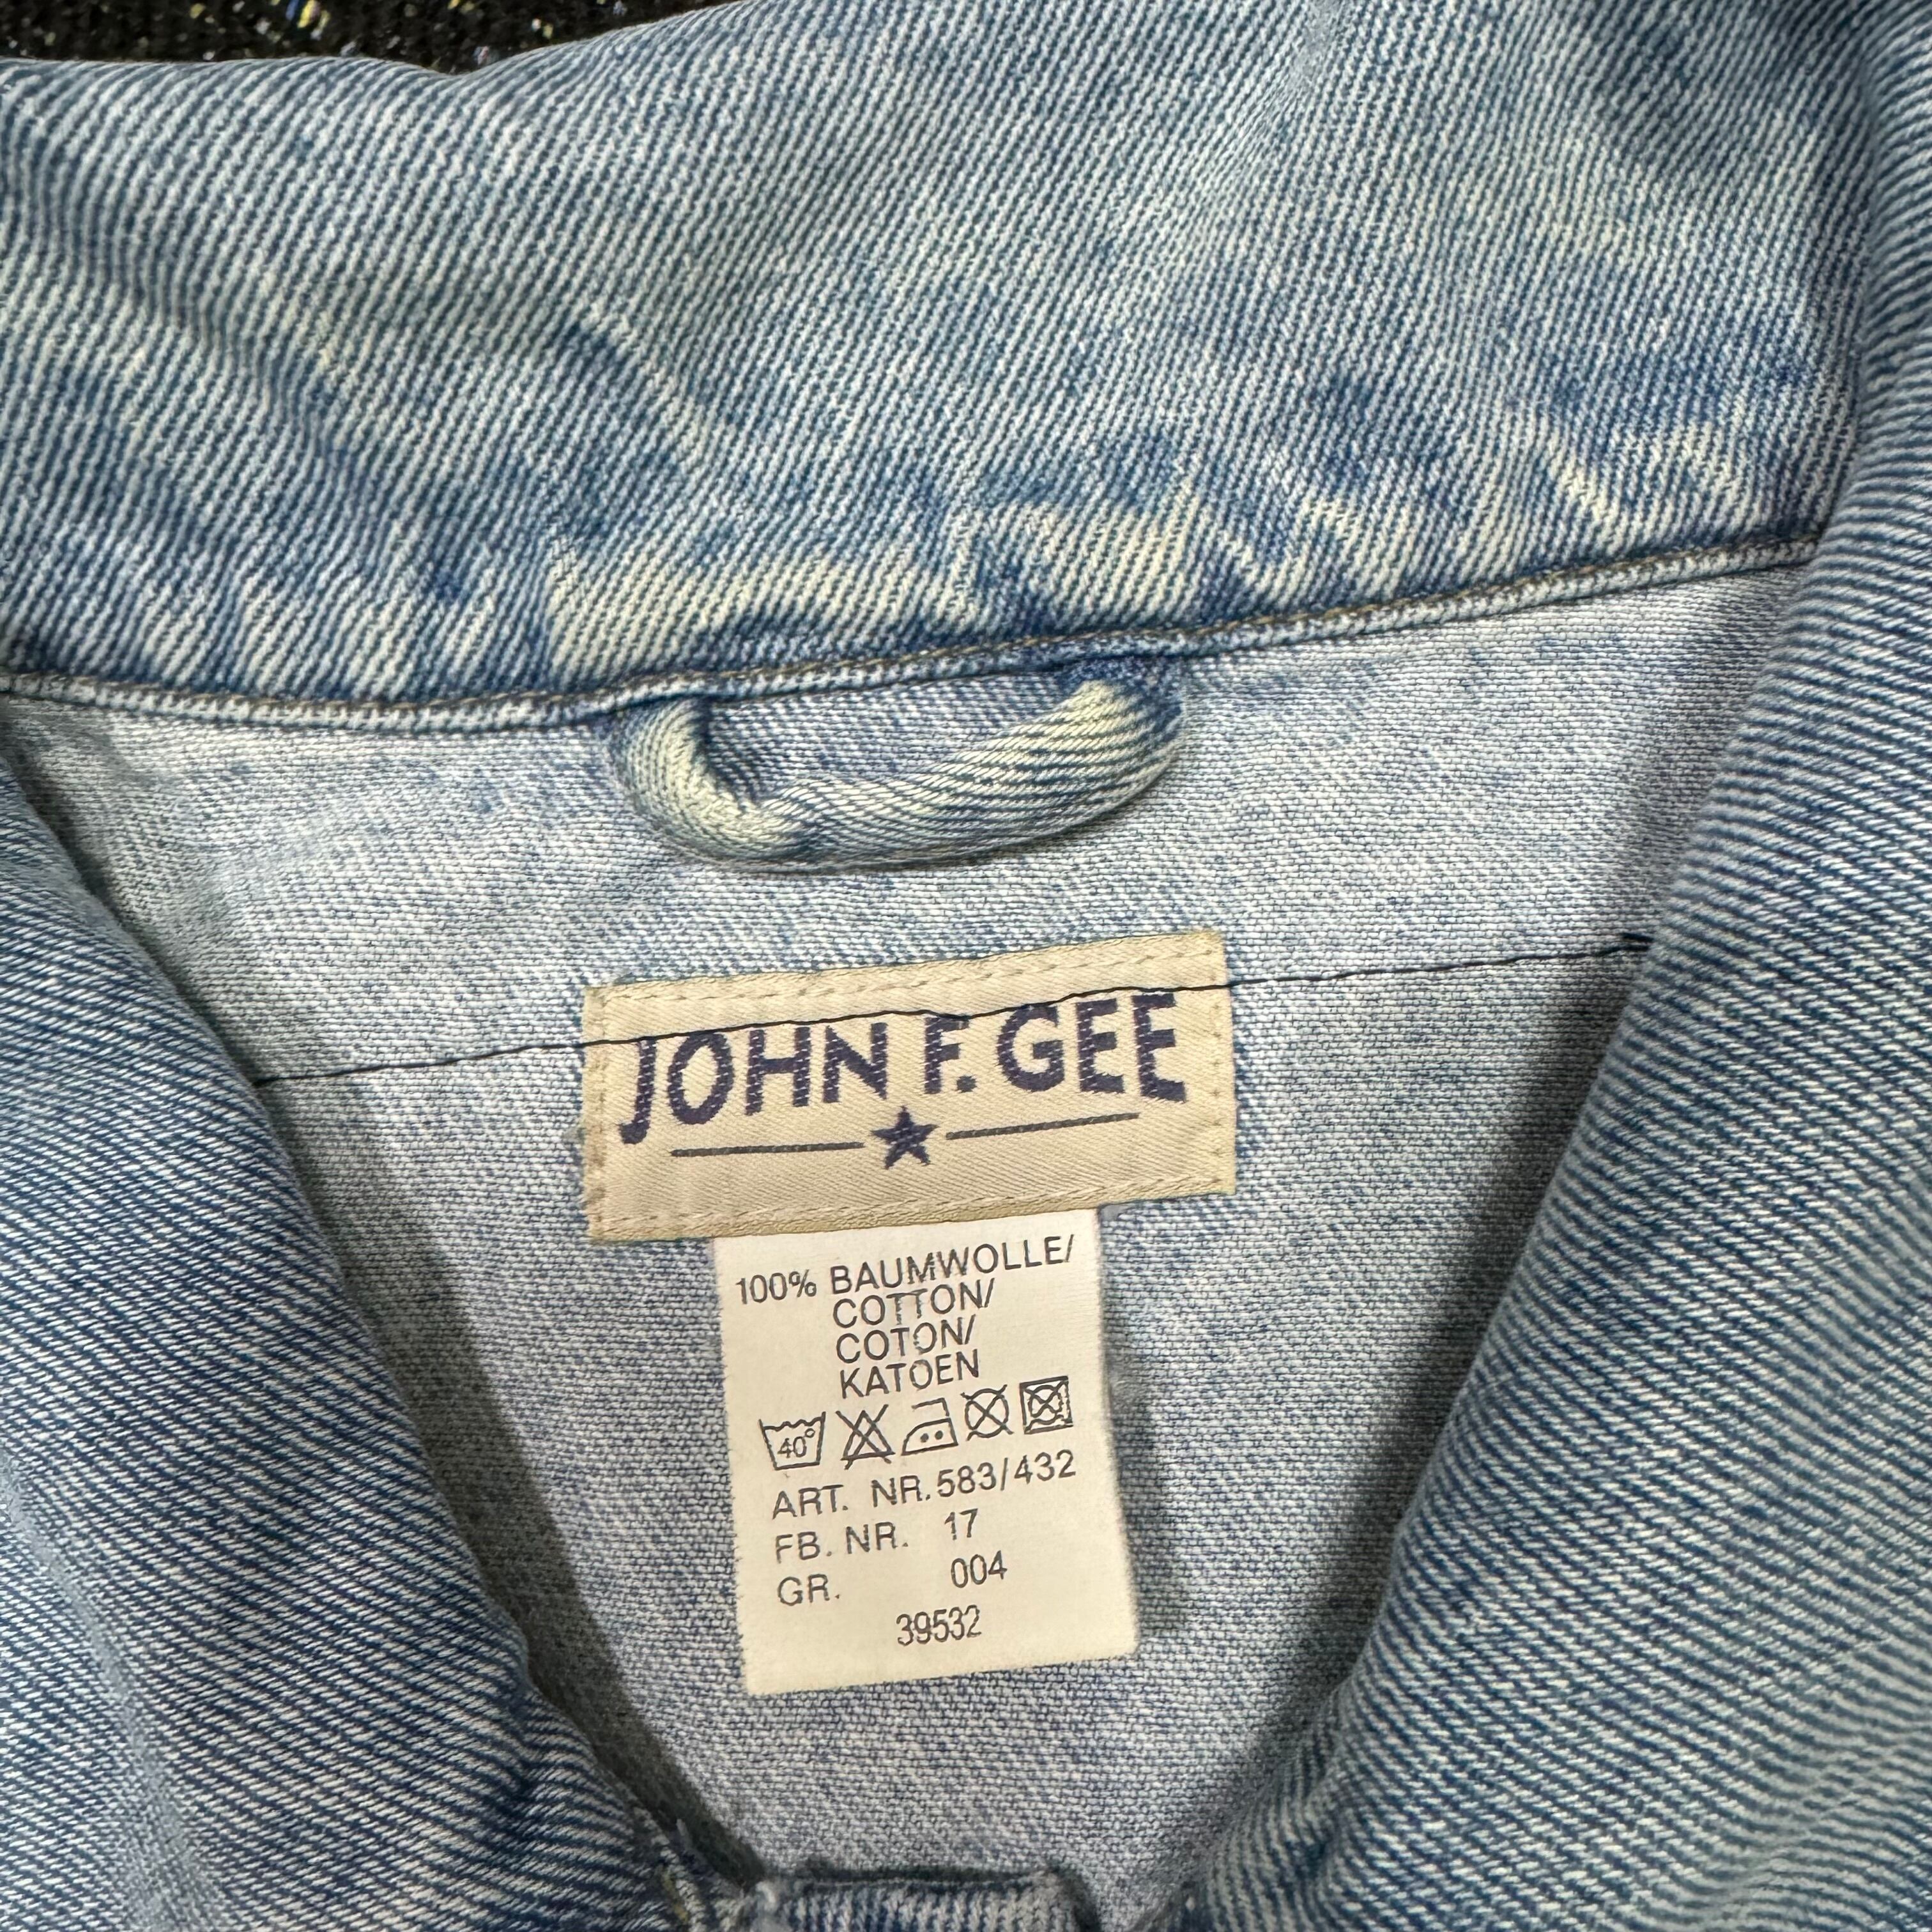 JOHN F. GEE
100% BAUMWOLLE/
COTTON/
COTON/
KATOEN
40°
ART. NR. 583/432
FB. NR. 17
GR. 004
39532